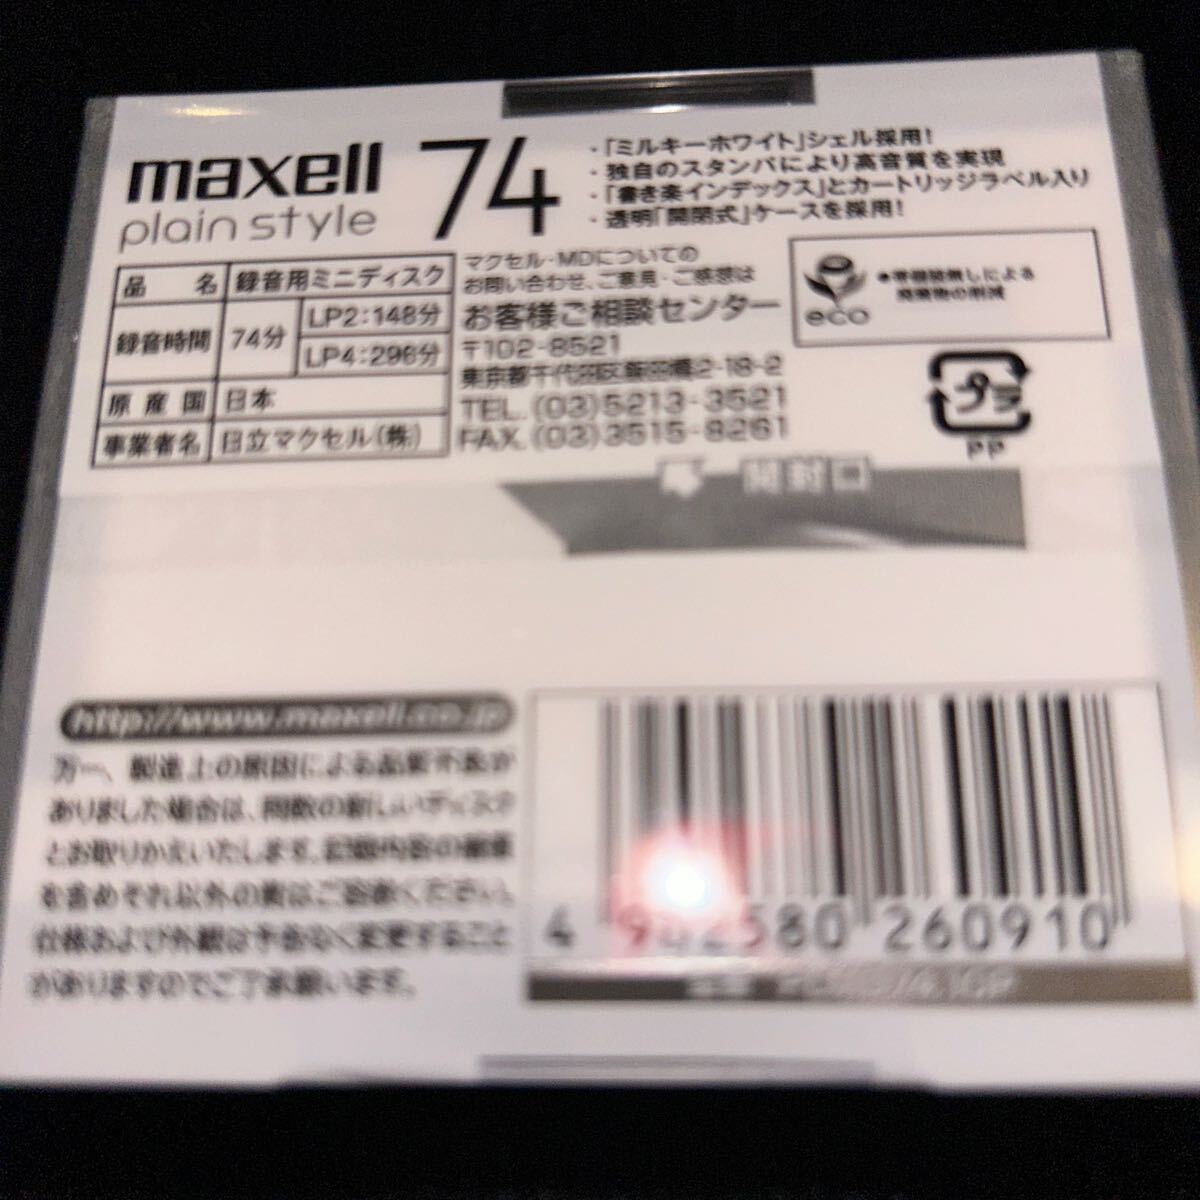 maxell
plain style
74
・「ミルキーホワイト」シェル採用!
・独自のスタンパにより高音質を実現
・「書き楽インデックス」とカートリッジラベル入り
・透明「開閉式」ケースを採用!
品 名 録音用ミニディスク
録音時間 74分 LP2:148分
LP4:296分
原産国 日本
事業者名 日立マクセル(株)
マクセル・MDについての
お問い合わせ、ご意見・ご感想は
お客様ご相談センター
〒102-8521
東京都千代田区飯田橋2-18-2
TEL.(03)5213-3521
FAX.(03)3515-8261
eco
による
の削減
プラ
PP
開封口
http://www.maxell.co.jp
万一、製造上の原因による品質不良が
ありました場合は、同数の新しいディスク
とお取りかえいたします。記録内容の
を含めそれ以外の責はご容赦ください。
仕様および外観は予告なく変更すること
がありますのでご了承願います。
4 942580 260910